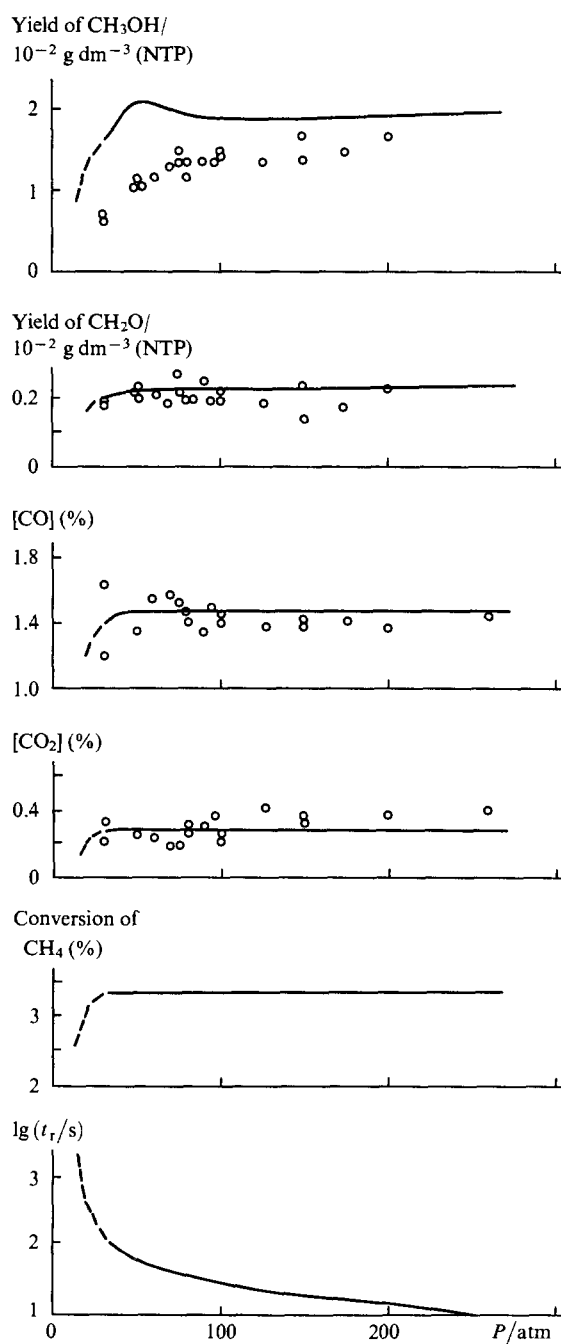 Yield of CH₃OH/
10⁻² g dm⁻³ (NTP)
2
1
0
Yield of CH₂O/
10⁻² g dm⁻³ (NTP)
0.2
0
[CO] (%)
1.8
1.4
1.0
[CO₂] (%)
0.4
0
Conversion of
CH₄ (%)
3
2
lg (tᵣ/s)
3
2
1
0 100 200 P/atm